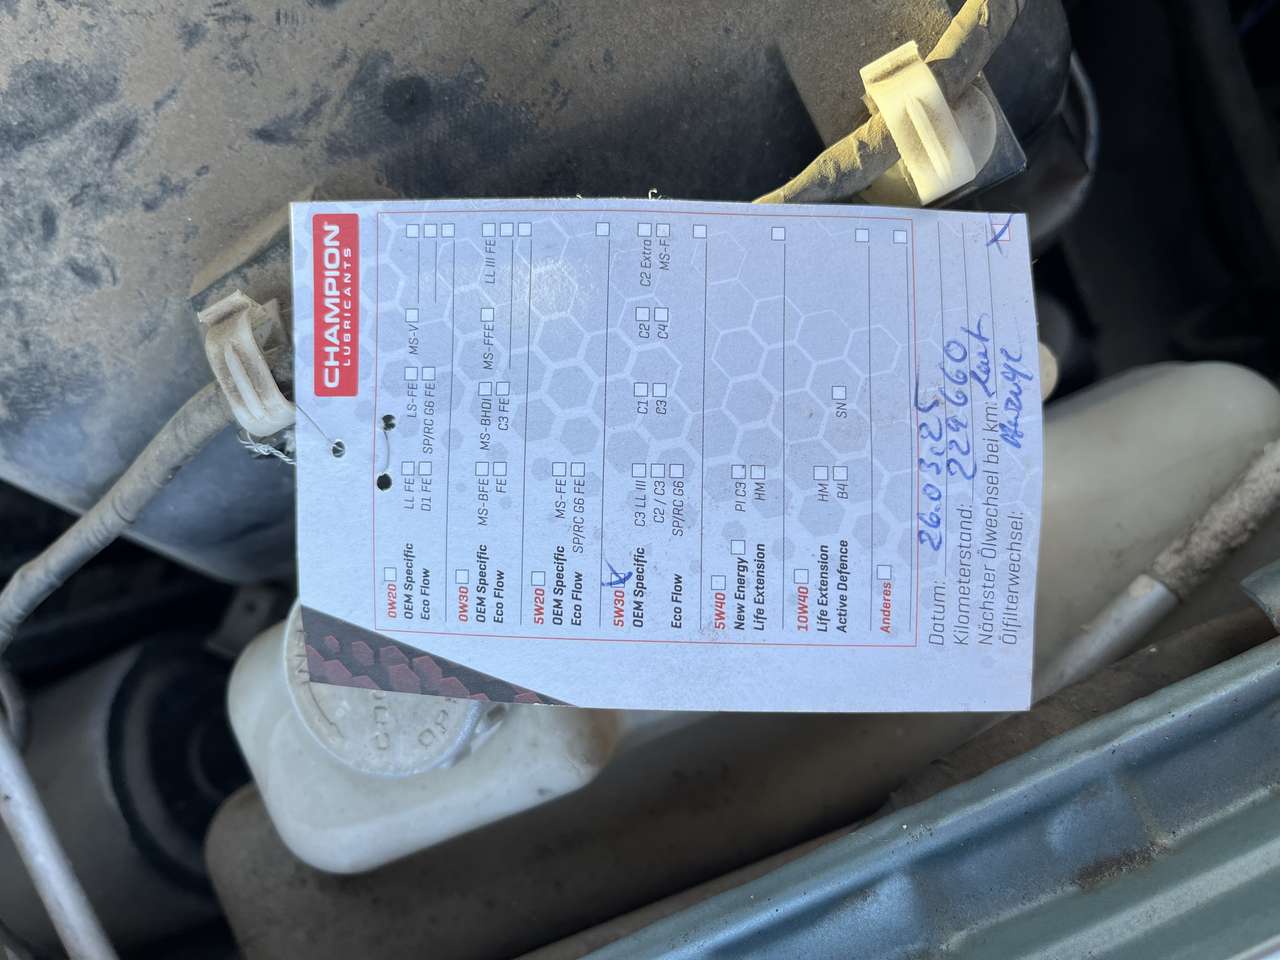 CHAMPION
LUBRICANTS
0W20 ☐
OEM Specific LL FE ☐ LS-FE ☐ MS-V ☐ ☐
Eco Flow D1 FE ☐ SP/RC G6 FE ☐ ☐
0W30 ☐ ☐
OEM Specific MS-BFE ☐ MS-BHDI ☐ MS-FFE ☐ LL III FE ☐
Eco Flow FE ☐ C3 FE ☐ ☐
5W20 ☐ ☐
OEM Specific MS-FE ☐
Eco Flow SP/RC G6 FE ☐
5W30 ☒ ☐
OEM Specific C3 LL III ☐ C1 ☐ C2 ☐ C2 Extra ☐
C2 / C3 ☐ C3 ☐ C4 ☐ MS-F ☐
Eco Flow SP/RC G6 ☐
5W40 ☐ ☐
New Energy ☐ PI C3 ☐
Life Extension HM ☐
10W40 ☐ ☐
Life Extension HM ☐
Active Defence B4 ☐ SN ☐ ☐
Anderes ☐ ☐
Datum: 26.03.25
Kilometerstand: 229660
Nächster Ölwechsel bei km: laut
Ölfilterwechsel: Anzeige ☒